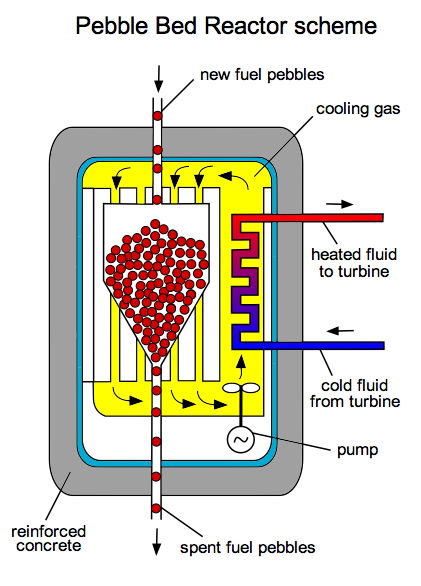 Pebble Bed Reactor scheme
new fuel pebbles
cooling gas
heated fluid
to turbine
cold fluid
from turbine
pump
reinforced
concrete
spent fuel pebbles